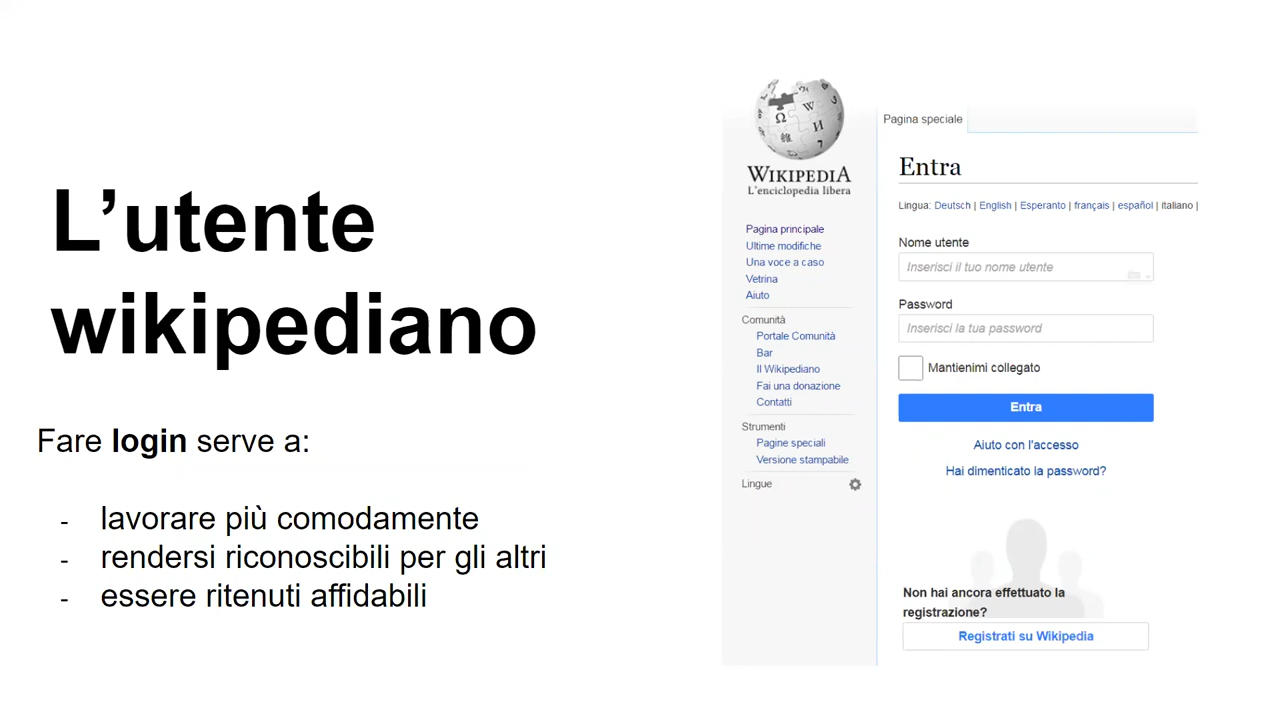 L’utente
wikipediano
Fare login serve a:
- lavorare più comodamente
- rendersi riconoscibili per gli altri
- essere ritenuti affidabili
WIKIPEDIA
L'enciclopedia libera
Pagina principale
Ultime modifiche
Una voce a caso
Vetrina
Aiuto
Comunità
Portale Comunità
Bar
Il Wikipediano
Fai una donazione
Contatti
Strumenti
Pagine speciali
Versione stampabile
Lingue
Pagina speciale
Entra
Lingua: Deutsch | English | Esperanto | français | español | italiano |
Nome utente
Inserisci il tuo nome utente
Password
Inserisci la tua password
Mantienimi collegato
Entra
Aiuto con l'accesso
Hai dimenticato la password?
Non hai ancora effettuato la
registrazione?
Registrati su Wikipedia